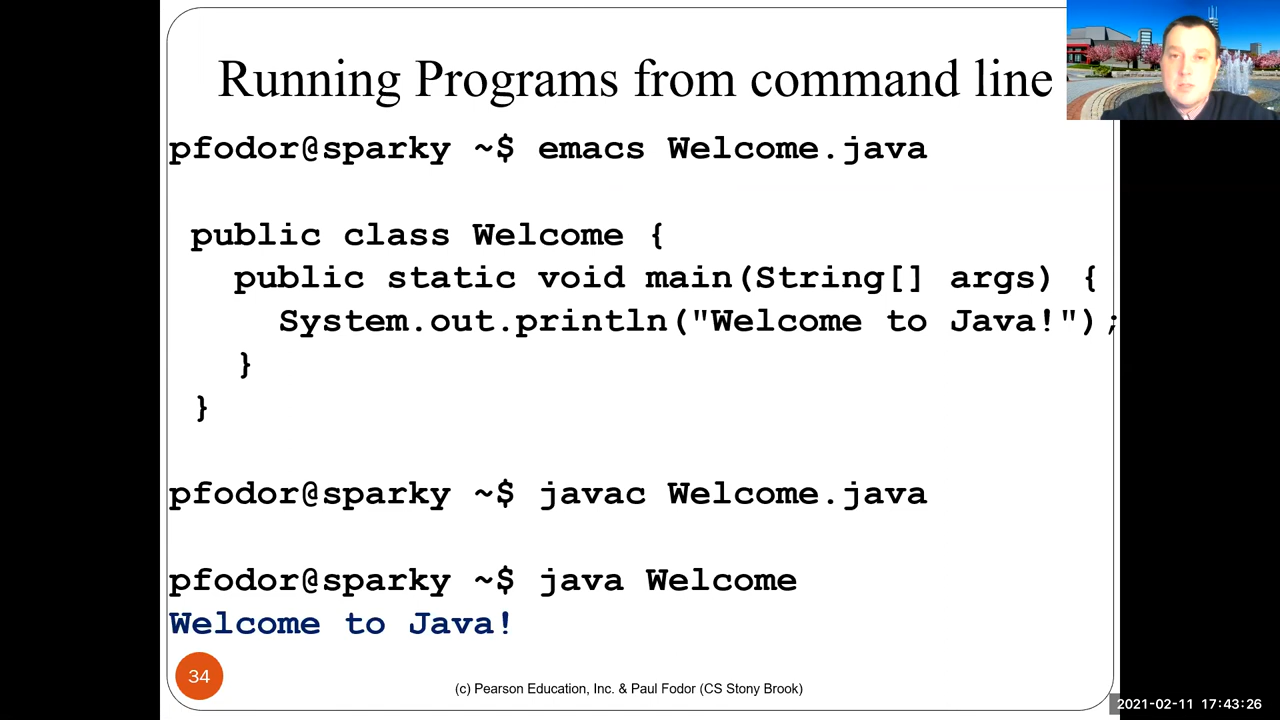 Running Programs from command line
pfodor@sparky ~$ emacs Welcome.java
public class Welcome {
public static void main(String[] args) {
System.out.println("Welcome to Java!");
}
}
pfodor@sparky ~$ javac Welcome.java
pfodor@sparky ~$ java Welcome
Welcome to Java!
34
(c) Pearson Education, Inc. & Paul Fodor (CS Stony Brook)
2021-02-11 17:43:26